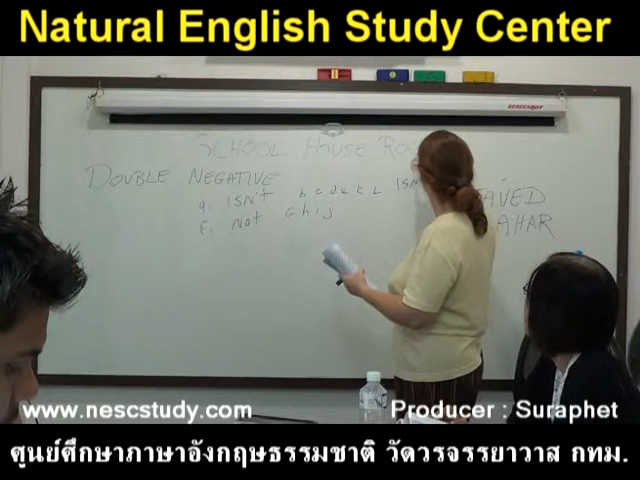 Natural English Study Center
SCHOOL HOUSE ROCK
DOUBLE NEGATIVE
a. ISN'T b c d e k L ISN
F. Not G h i j
AVED
AHAR
www.nescstudy.com Producer : Suraphet
ศูนย์ศึกษาภาษาอังกฤษธรรมชาติ วัดวรจรรยาวาส กทม.